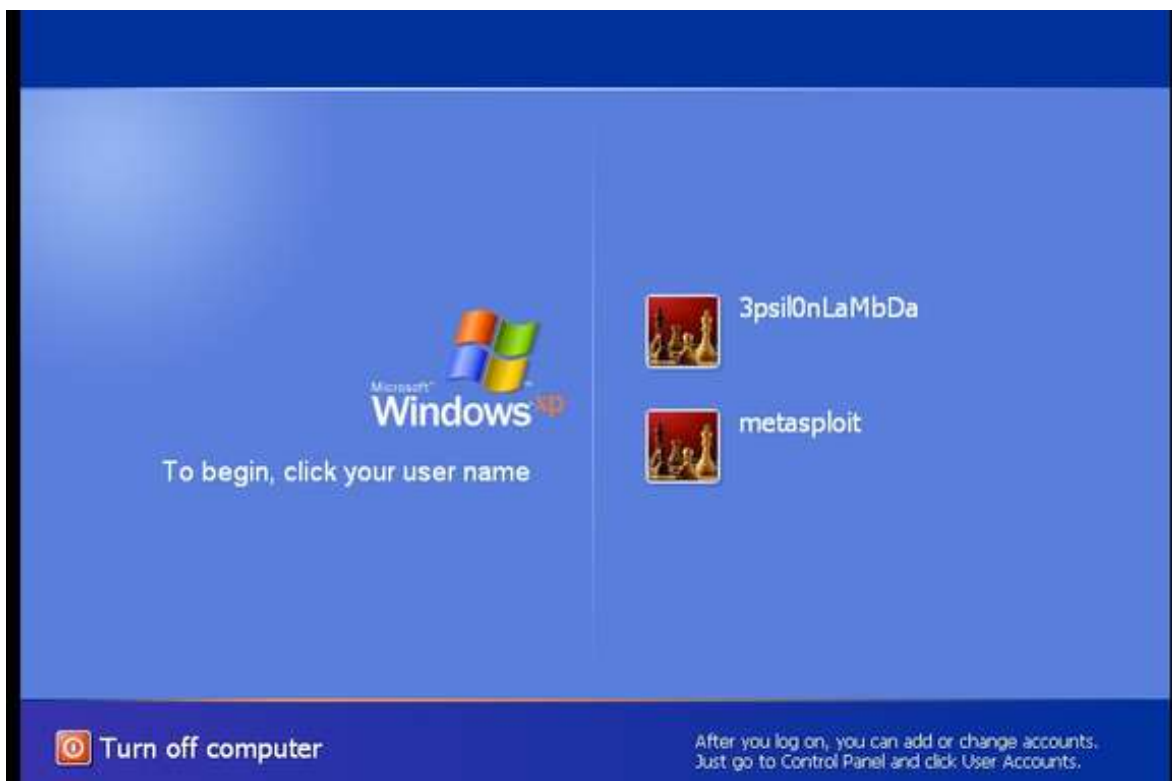 Microsoft
Windows xp
To begin, click your user name
3psil0nLaMbDa
metasploit
Turn off computer
After you log on, you can add or change accounts.
Just go to Control Panel and click User Accounts.